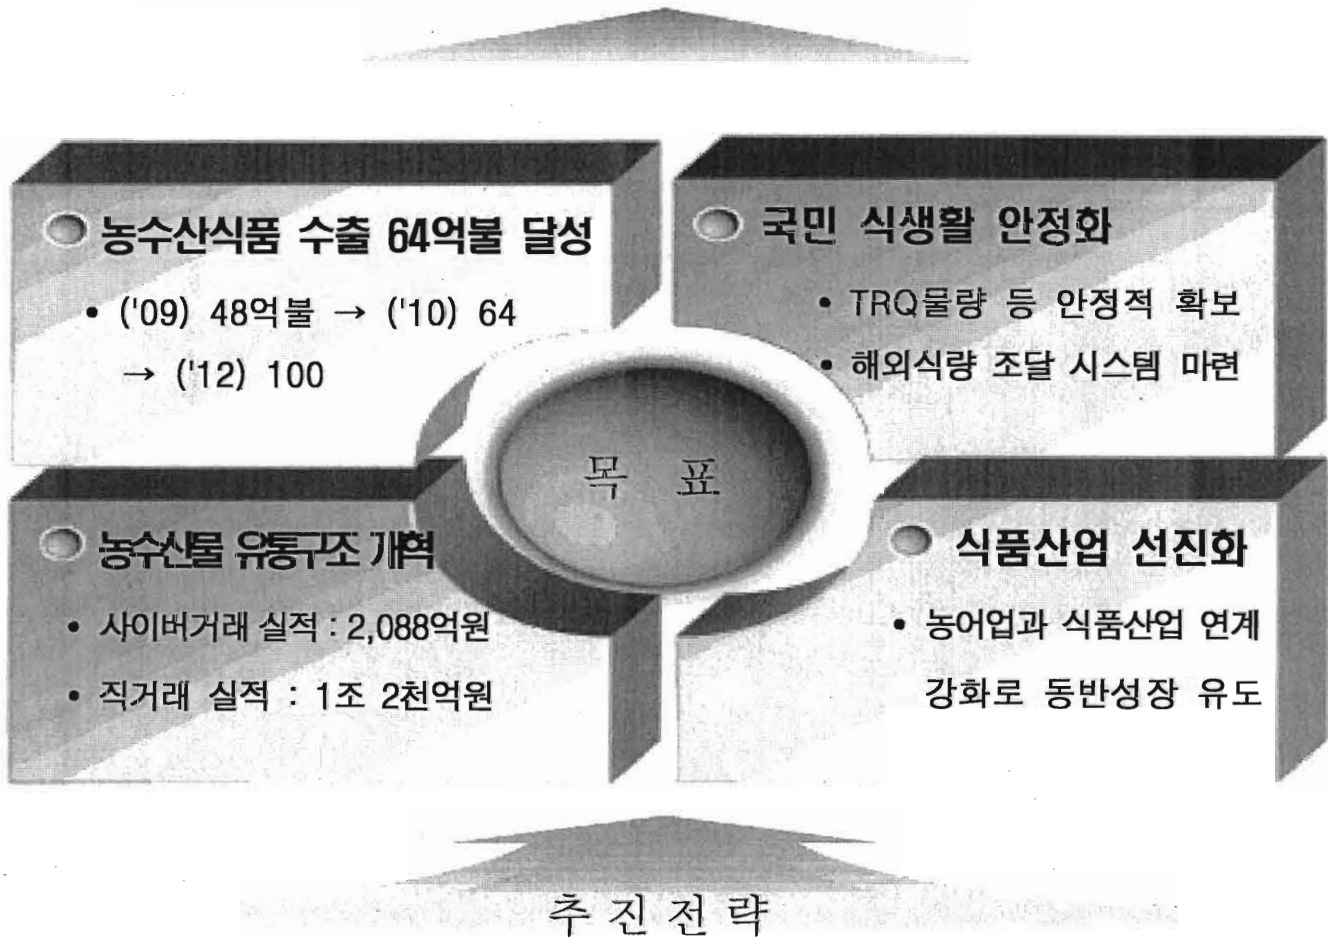 농수산식품 수출 64억불 달성
• ('09) 48억불 → ('10) 64
→ ('12) 100
국민 식생활 안정화
• TRQ물량 등 안정적 확보
• 해외식량 조달 시스템 마련
목 표
농수산물 유통구조 개혁
• 사이버거래 실적 : 2,088억원
• 직거래 실적 : 1조 2천억원
식품산업 선진화
• 농어업과 식품산업 연계
강화로 동반성장 유도
추진전략